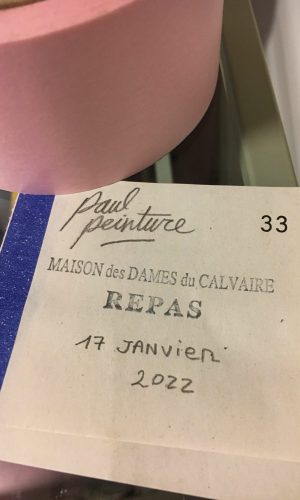 Paul
peinture
33
MAISON des DAMES du CALVAIRE
REPAS
17 JANVIER
2022